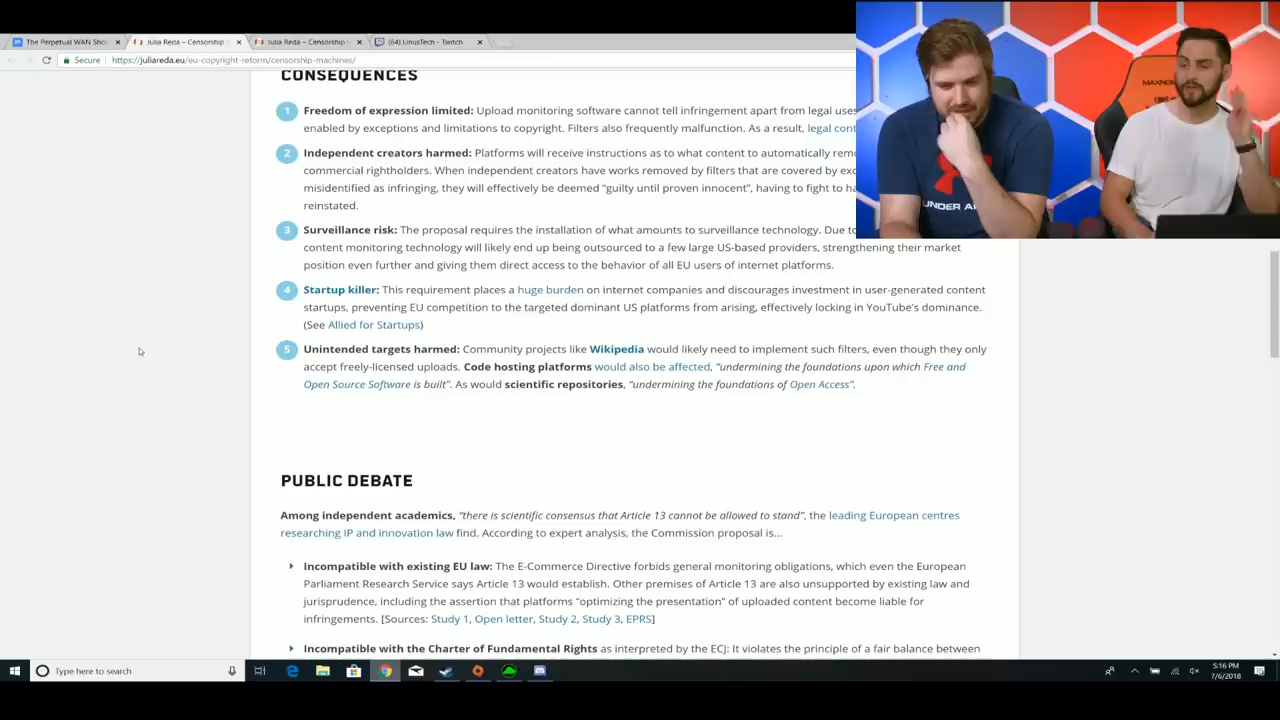 The Perpetual WAN Sho
Julia Reda – Censorship
Julia Reda – Censorship
(64) LinusTech - Twitch
Secure
https://juliareda.eu/eu-copyright-reform/censorship-machines/
MAXNO
UNDER A
CONSEQUENCES
1 Freedom of expression limited: Upload monitoring software cannot tell infringement apart from legal uses
enabled by exceptions and limitations to copyright. Filters also frequently malfunction. As a result, legal cont
2 Independent creators harmed: Platforms will receive instructions as to what content to automatically remo
commercial rightholders. When independent creators have works removed by filters that are covered by exc
misidentified as infringing, they will effectively be deemed “guilty until proven innocent”, having to fight to ha
reinstated.
3 Surveillance risk: The proposal requires the installation of what amounts to surveillance technology. Due to
content monitoring technology will likely end up being outsourced to a few large US-based providers, strengthening their market
position even further and giving them direct access to the behavior of all EU users of internet platforms.
4 Startup killer: This requirement places a huge burden on internet companies and discourages investment in user-generated content
startups, preventing EU competition to the targeted dominant US platforms from arising, effectively locking in YouTube’s dominance.
(See Allied for Startups)
5 Unintended targets harmed: Community projects like Wikipedia would likely need to implement such filters, even though they only
accept freely-licensed uploads. Code hosting platforms would also be affected, “undermining the foundations upon which Free and
Open Source Software is built”. As would scientific repositories, “undermining the foundations of Open Access”.
PUBLIC DEBATE
Among independent academics, “there is scientific consensus that Article 13 cannot be allowed to stand”, the leading European centres
researching IP and innovation law find. According to expert analysis, the Commission proposal is...
Incompatible with existing EU law: The E-Commerce Directive forbids general monitoring obligations, which even the European
Parliament Research Service says Article 13 would establish. Other premises of Article 13 are also unsupported by existing law and
jurisprudence, including the assertion that platforms “optimizing the presentation” of uploaded content become liable for
infringements. [Sources: Study 1, Open letter, Study 2, Study 3, EPRS]
Incompatible with the Charter of Fundamental Rights as interpreted by the ECJ: It violates the principle of a fair balance between
Type here to search
5:16 PM
7/6/2018